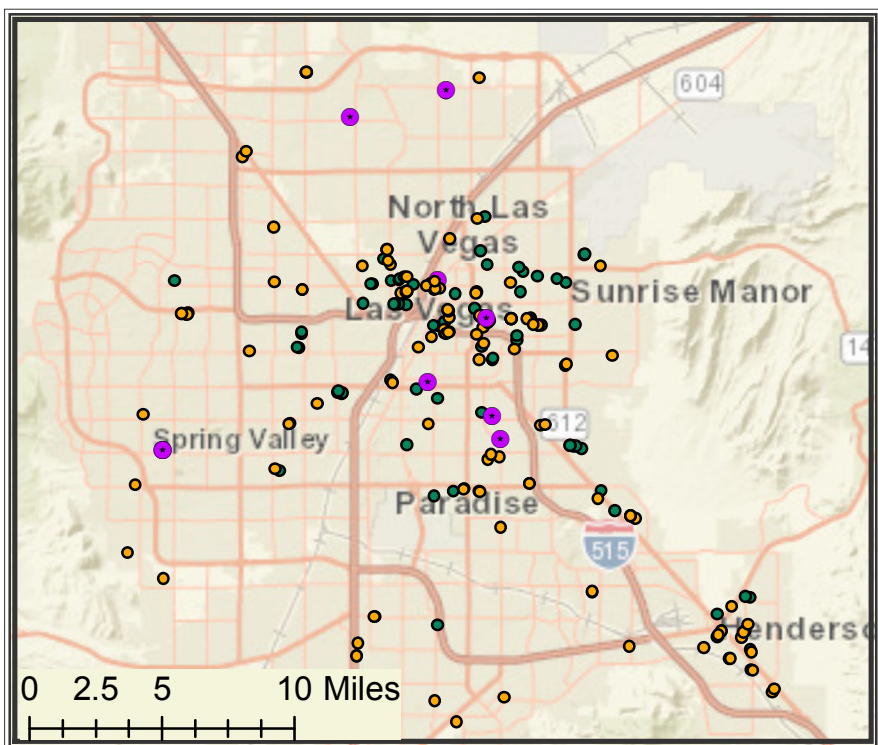 604
North Las
Vegas
Sunrise Manor
Las Vegas
14
612
Spring Valley
Paradise
515
Henderso
0 2.5 5 10 Miles